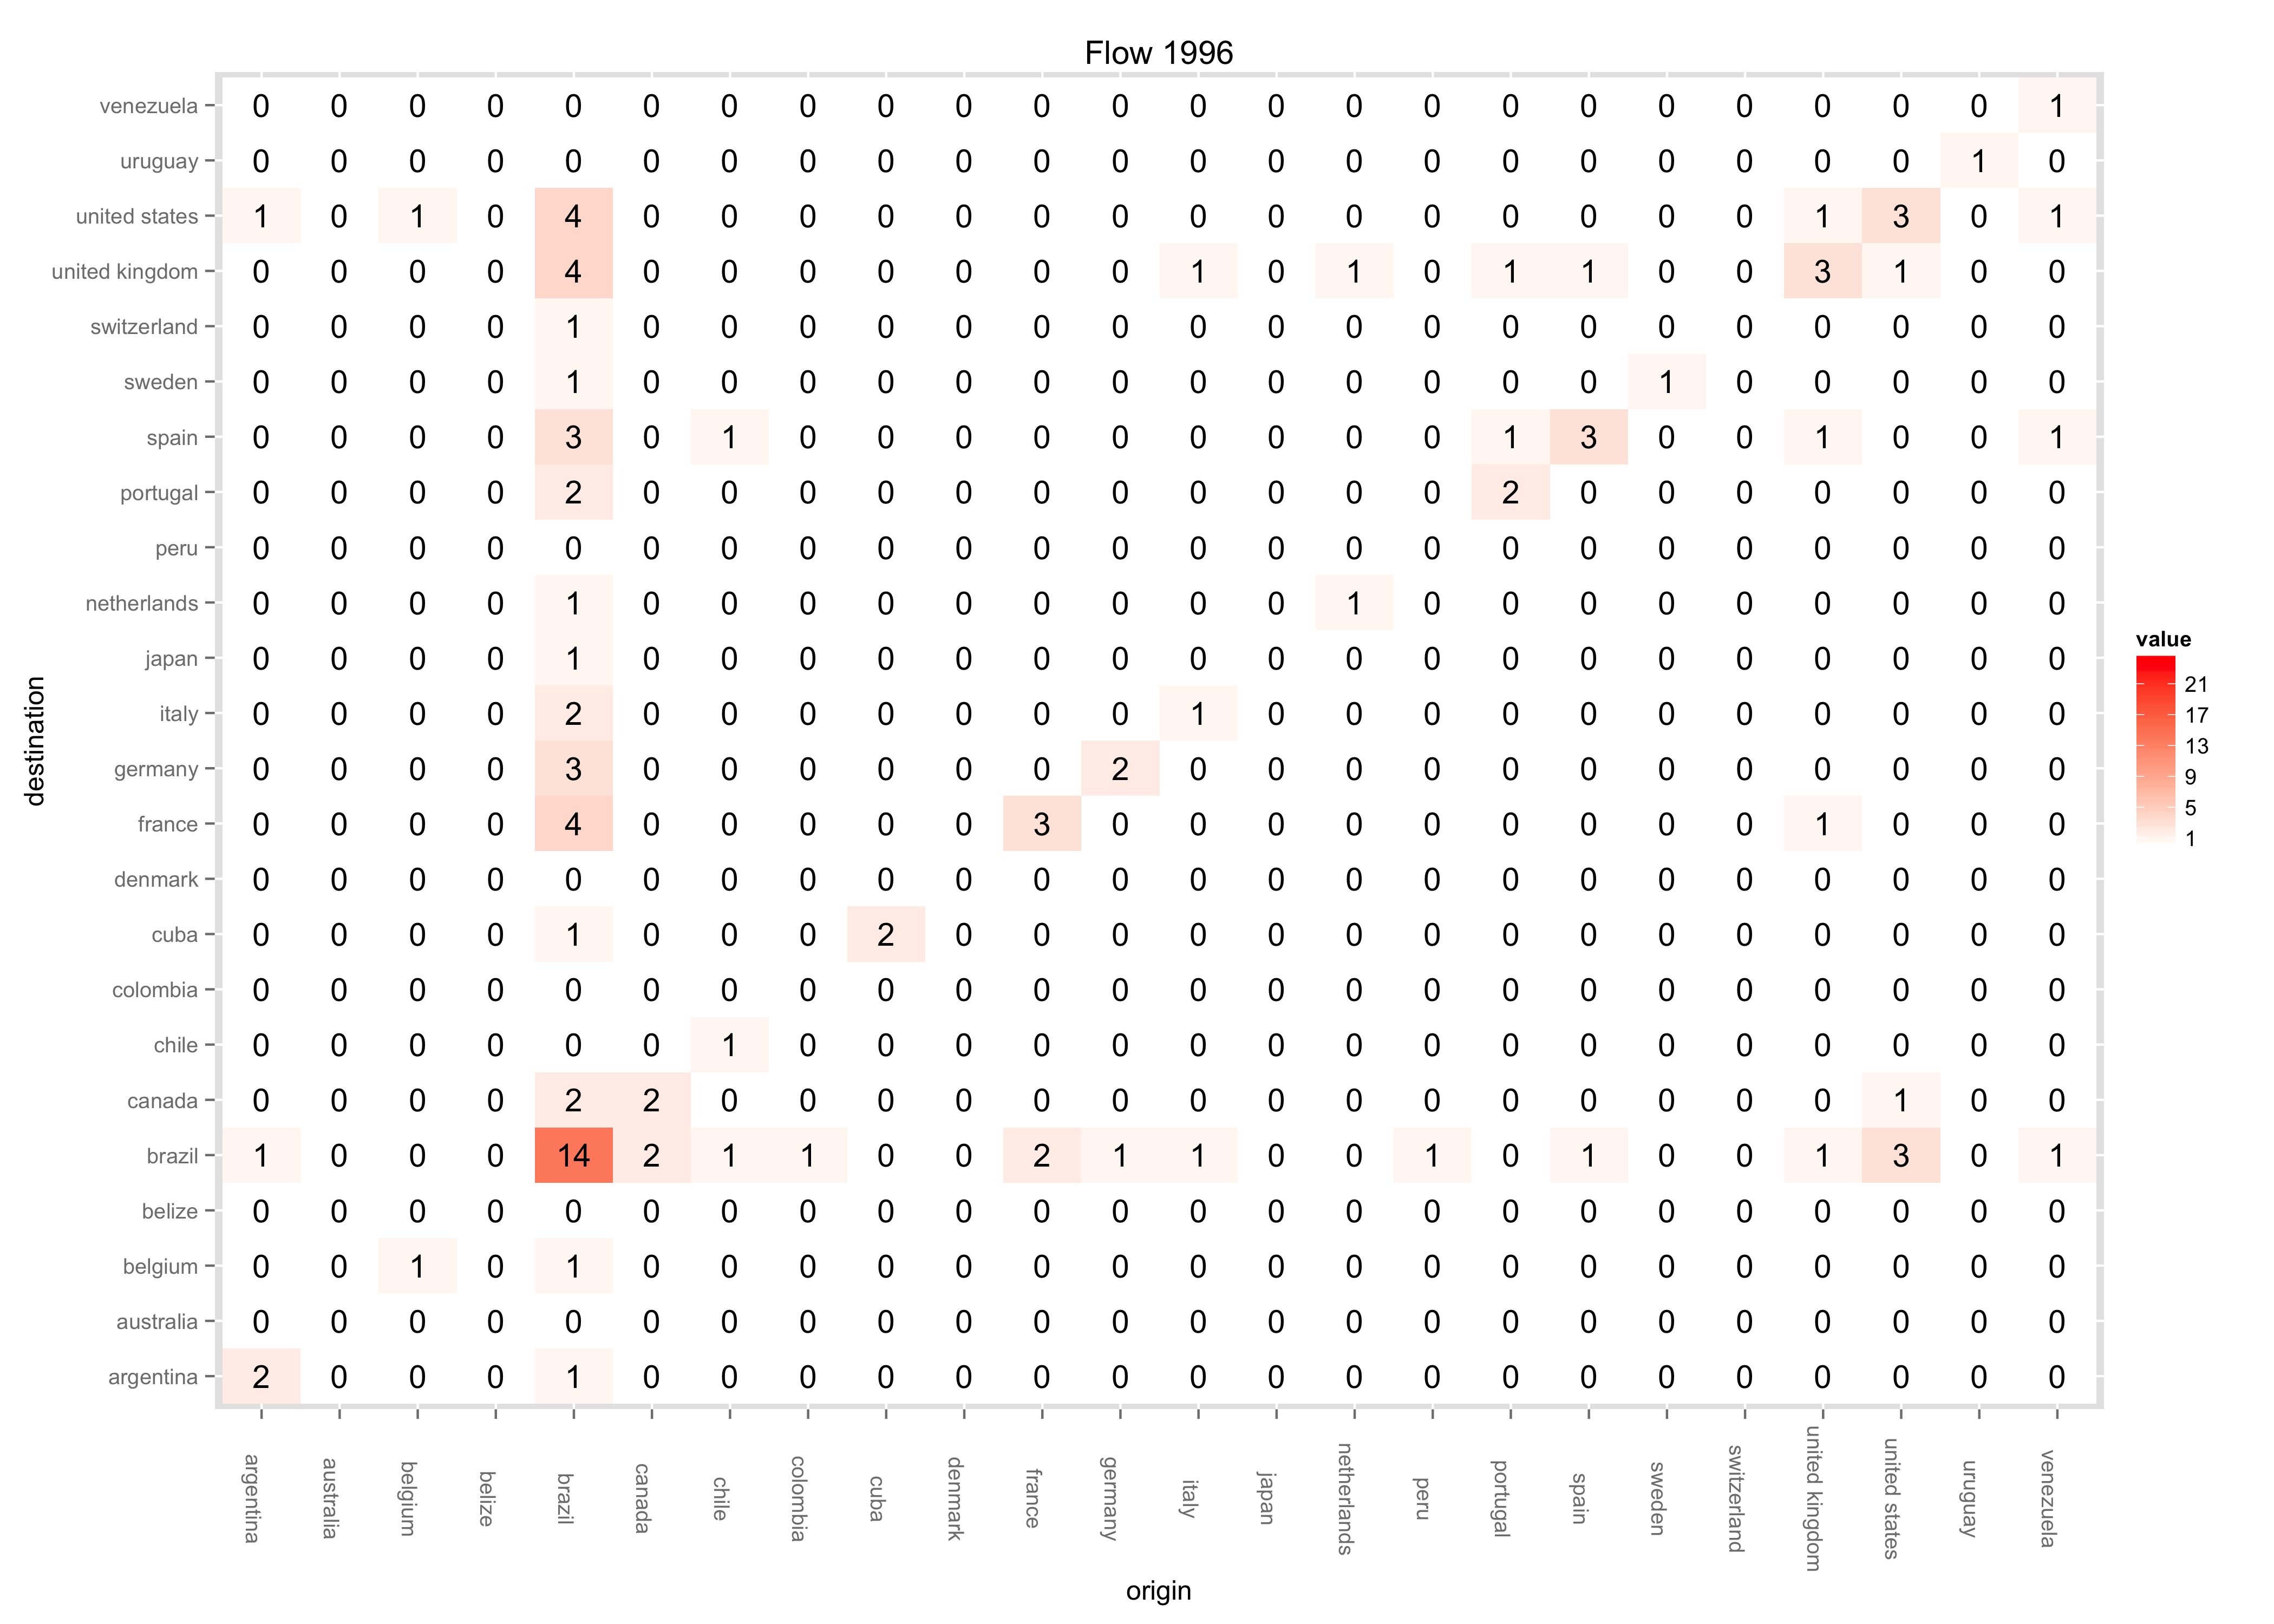 Flow 1996
venezuela 0 0 0 0 0 0 0 0 0 0 0 0 0 0 0 0 0 0 0 0 0 0 0 1
uruguay 0 0 0 0 0 0 0 0 0 0 0 0 0 0 0 0 0 0 0 0 0 0 1 0
united states 1 0 1 0 4 0 0 0 0 0 0 0 0 0 0 0 0 0 0 0 1 3 0 1
united kingdom 0 0 0 0 4 0 0 0 0 0 0 0 1 0 1 0 1 1 0 0 3 1 0 0
switzerland 0 0 0 0 1 0 0 0 0 0 0 0 0 0 0 0 0 0 0 0 0 0 0 0
sweden 0 0 0 0 1 0 0 0 0 0 0 0 0 0 0 0 0 0 1 0 0 0 0 0
spain 0 0 0 0 3 0 1 0 0 0 0 0 0 0 0 0 1 3 0 0 1 0 0 1
portugal 0 0 0 0 2 0 0 0 0 0 0 0 0 0 0 0 2 0 0 0 0 0 0 0
peru 0 0 0 0 0 0 0 0 0 0 0 0 0 0 0 0 0 0 0 0 0 0 0 0
netherlands 0 0 0 0 1 0 0 0 0 0 0 0 0 0 1 0 0 0 0 0 0 0 0 0
japan 0 0 0 0 1 0 0 0 0 0 0 0 0 0 0 0 0 0 0 0 0 0 0 0
italy 0 0 0 0 2 0 0 0 0 0 0 0 1 0 0 0 0 0 0 0 0 0 0 0
germany 0 0 0 0 3 0 0 0 0 0 0 2 0 0 0 0 0 0 0 0 0 0 0 0
france 0 0 0 0 4 0 0 0 0 0 3 0 0 0 0 0 0 0 0 0 1 0 0 0
denmark 0 0 0 0 0 0 0 0 0 0 0 0 0 0 0 0 0 0 0 0 0 0 0 0
cuba 0 0 0 0 1 0 0 0 2 0 0 0 0 0 0 0 0 0 0 0 0 0 0 0
colombia 0 0 0 0 0 0 0 0 0 0 0 0 0 0 0 0 0 0 0 0 0 0 0 0
chile 0 0 0 0 0 0 1 0 0 0 0 0 0 0 0 0 0 0 0 0 0 0 0 0
canada 0 0 0 0 2 2 0 0 0 0 0 0 0 0 0 0 0 0 0 0 0 1 0 0
brazil 1 0 0 0 14 2 1 1 0 0 2 1 1 0 0 1 0 1 0 0 1 3 0 1
belize 0 0 0 0 0 0 0 0 0 0 0 0 0 0 0 0 0 0 0 0 0 0 0 0
belgium 0 0 1 0 1 0 0 0 0 0 0 0 0 0 0 0 0 0 0 0 0 0 0 0
australia 0 0 0 0 0 0 0 0 0 0 0 0 0 0 0 0 0 0 0 0 0 0 0 0
argentina 2 0 0 0 1 0 0 0 0 0 0 0 0 0 0 0 0 0 0 0 0 0 0 0
destination
argentina
australia
belgium
belize
brazil
canada
chile
colombia
cuba
denmark
france
germany
italy
japan
netherlands
peru
portugal
spain
sweden
switzerland
united kingdom
united states
uruguay
venezuela
origin
value
21
17
13
9
5
1